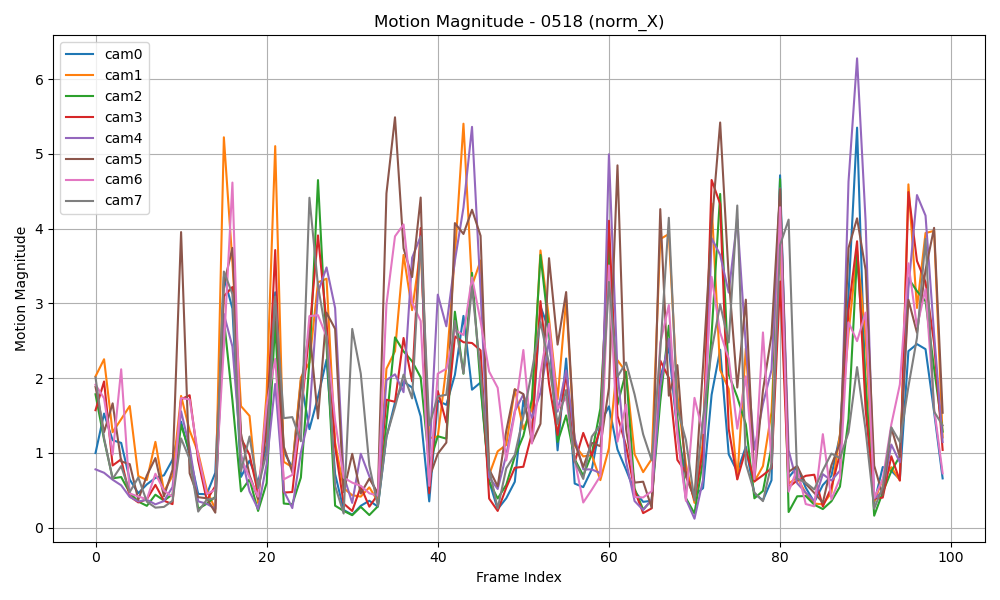 Motion Magnitude - 0518 (norm_X)
cam0
cam1
cam2
cam3
cam4
cam5
cam6
cam7
Motion Magnitude
6
5
4
3
2
1
0
0 20 40 60 80 100
Frame Index